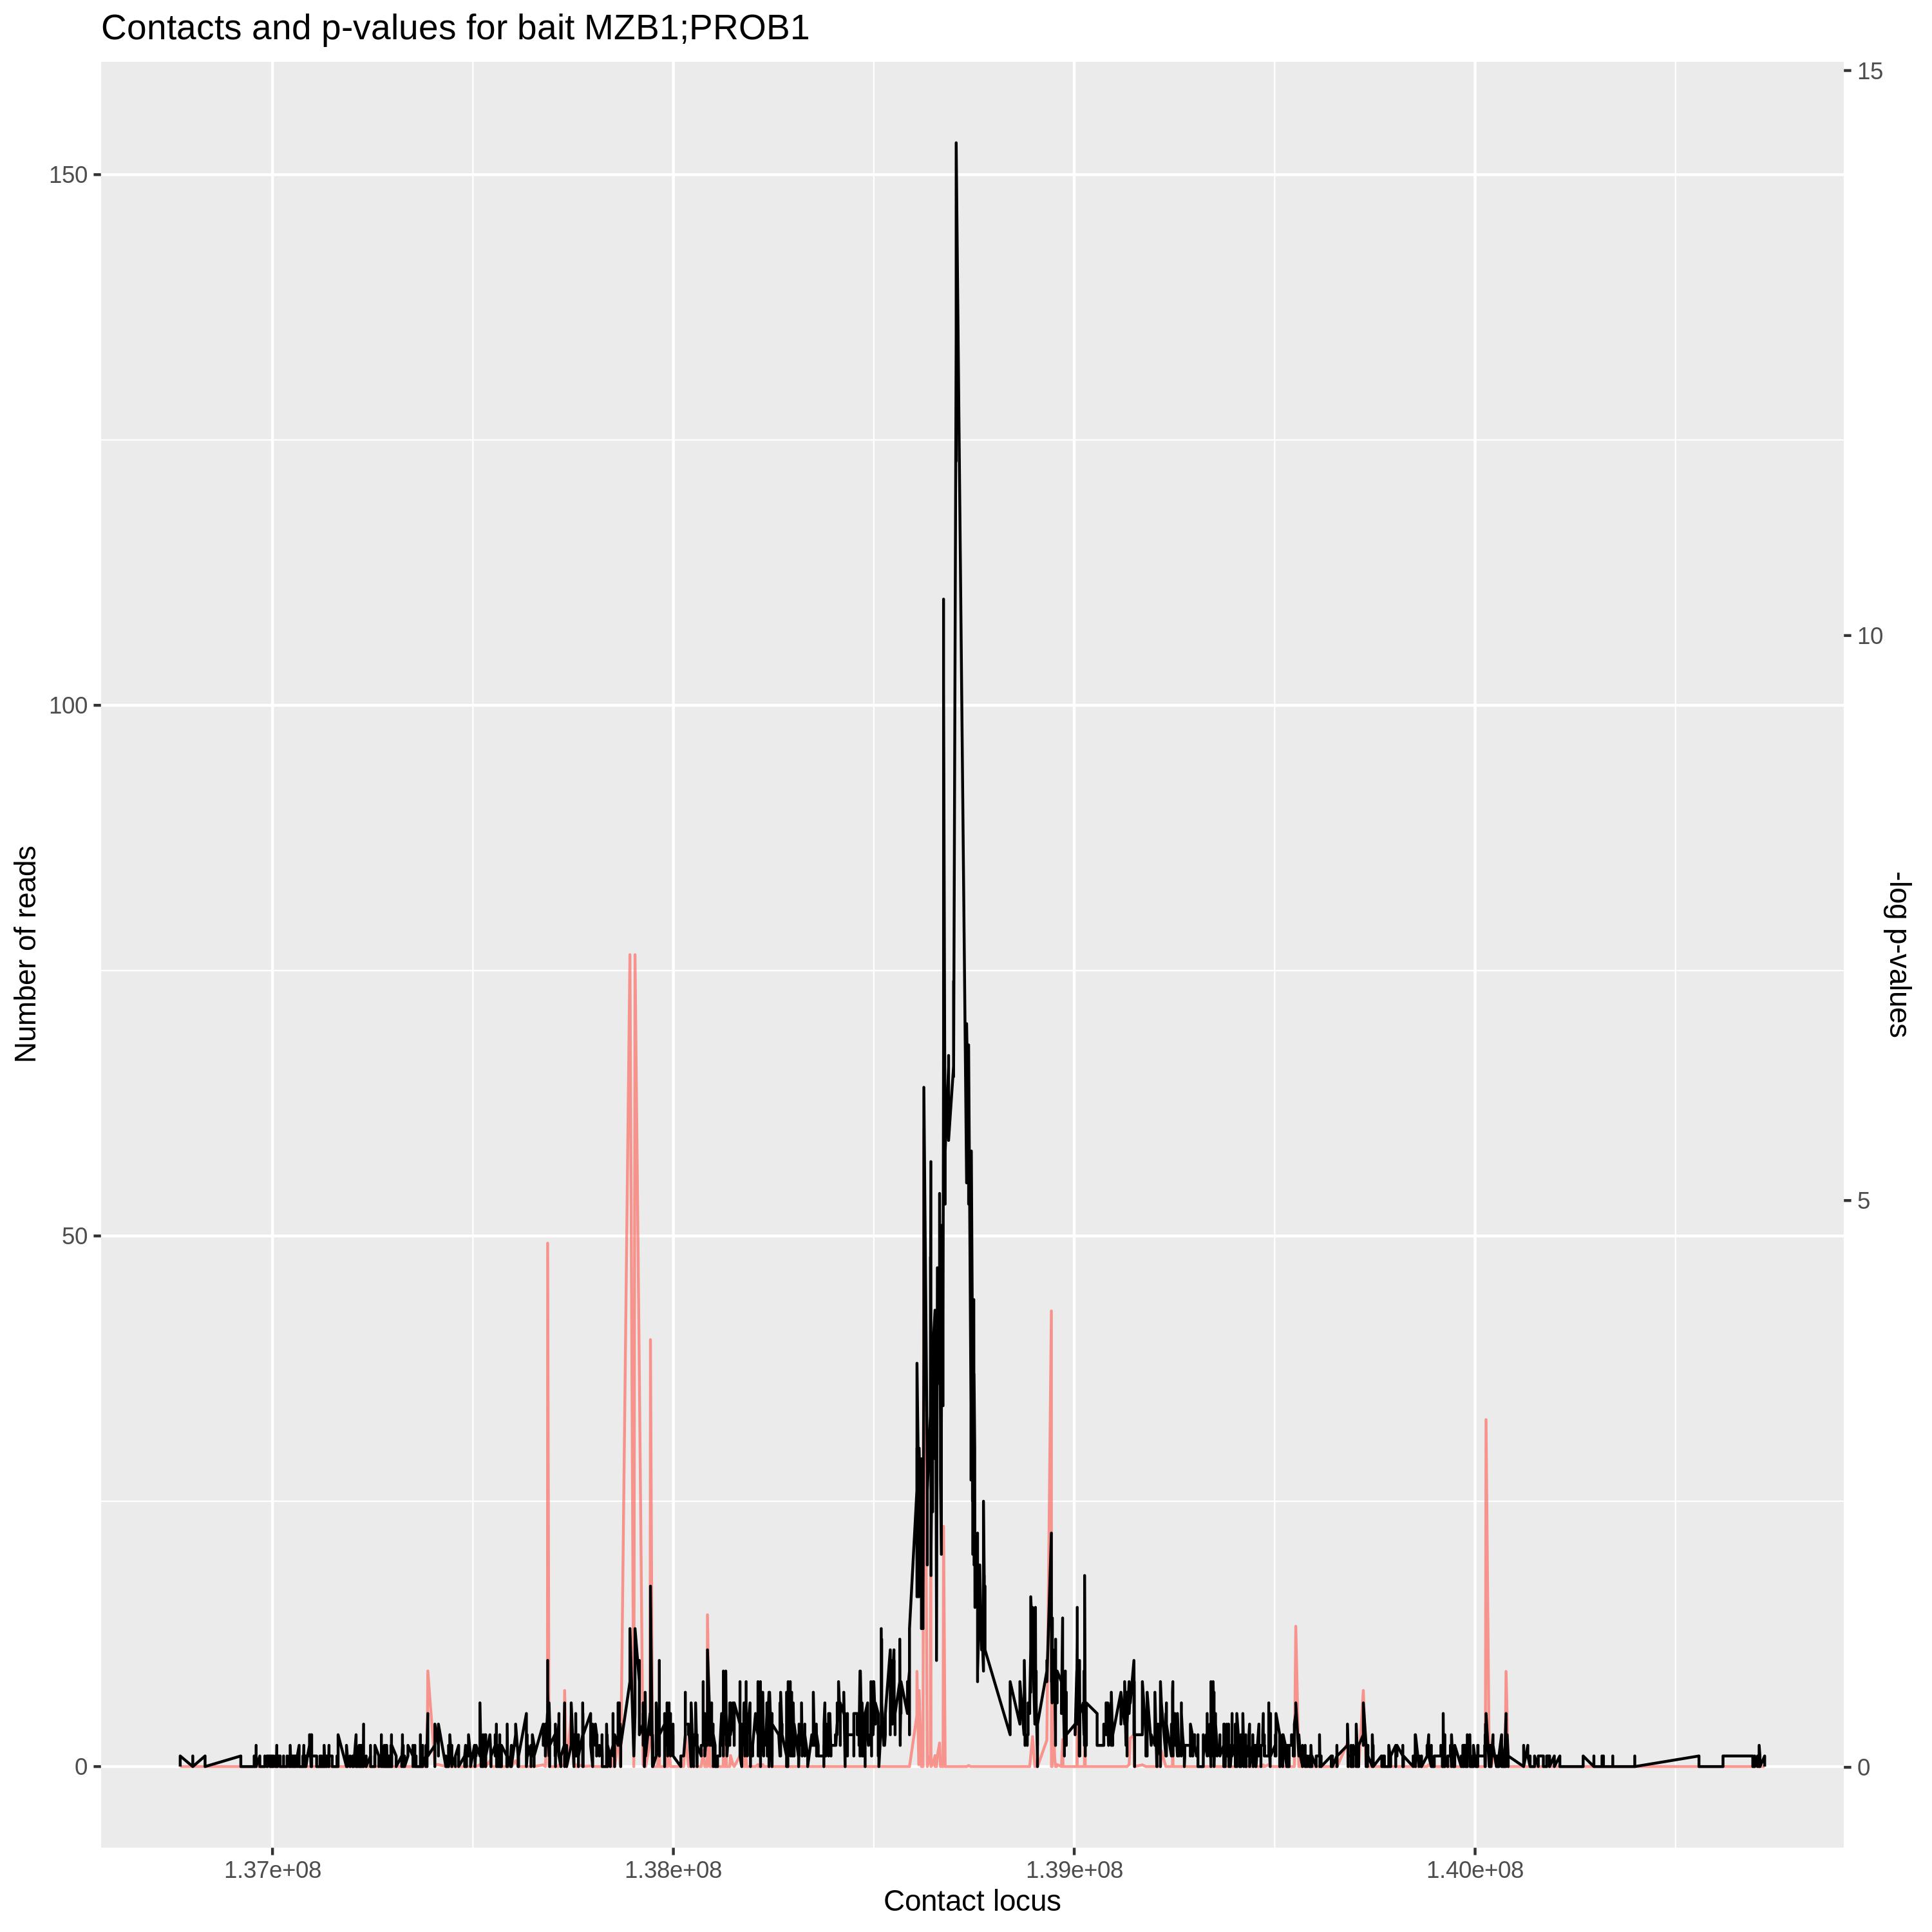 Contacts and p-values for bait MZB1;PROB1
15
150
10
100
Number of reads
-log p-values
5
50
0
0
1.37e+08
1.38e+08
1.39e+08
1.40e+08
Contact locus